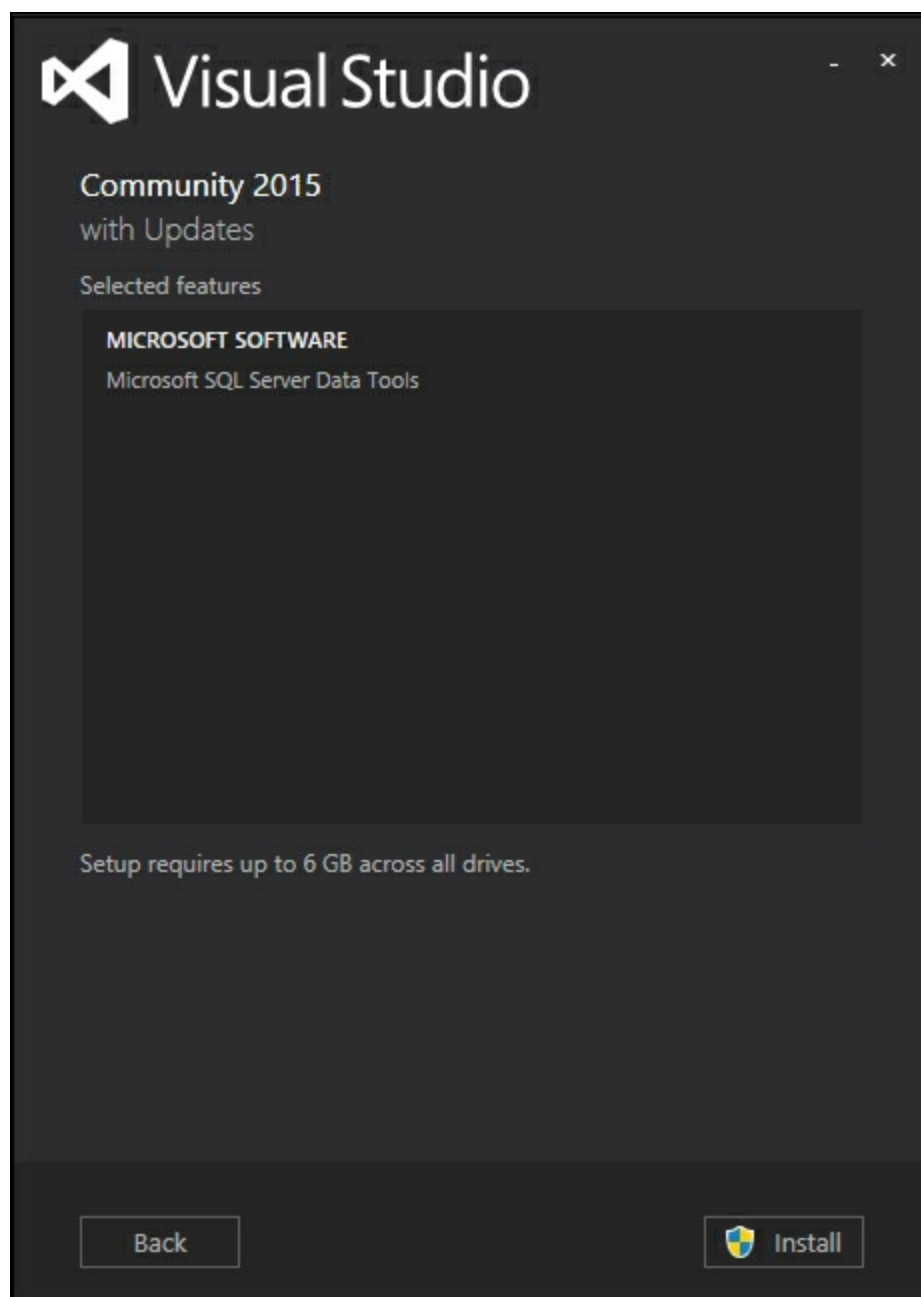 Visual Studio
Community 2015
with Updates
Selected features
MICROSOFT SOFTWARE
Microsoft SQL Server Data Tools
Setup requires up to 6 GB across all drives.
Back
Install